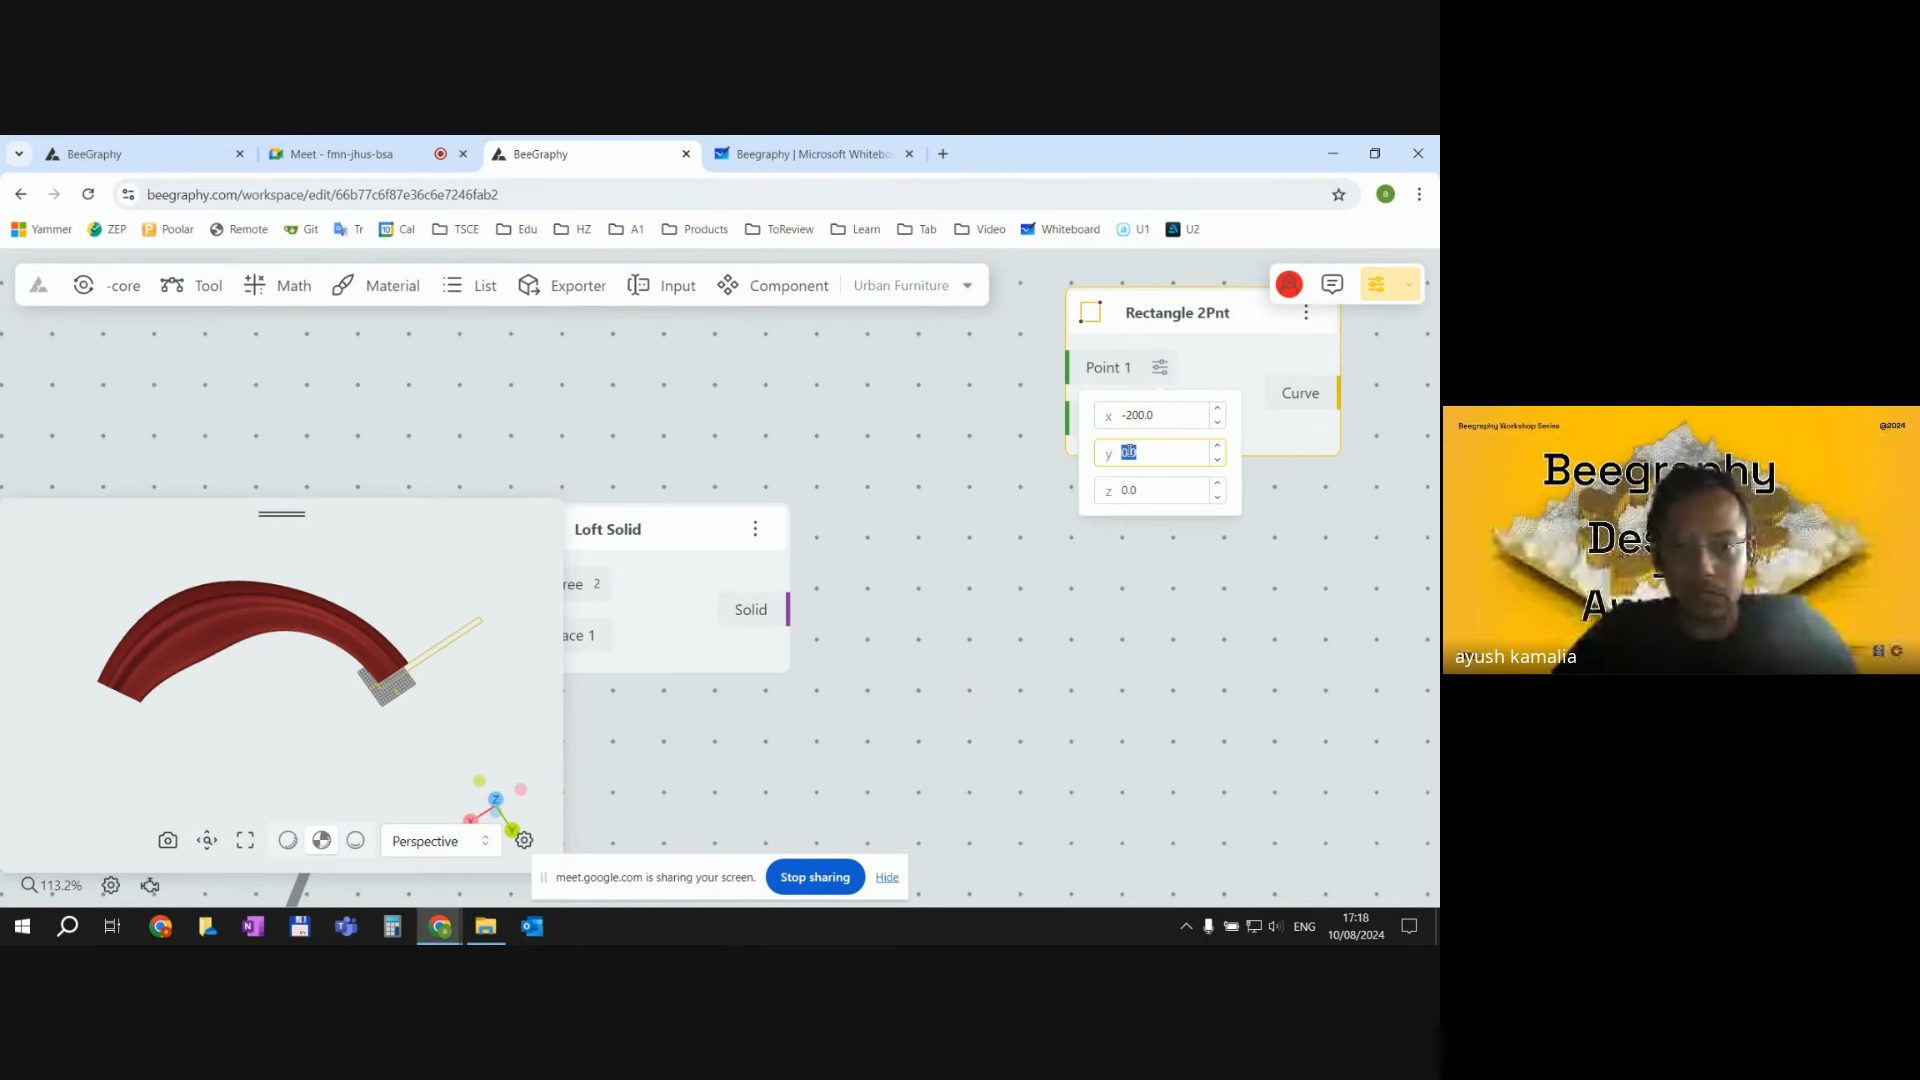 BeeGraphy
Meet - fmn-jhus-bsa
BeeGraphy
Beegraphy | Microsoft Whitebo
beegraphy.com/workspace/edit/66b77c6f87e36c6e7246fab2
a
Yammer
ZEP
Poolar
Remote
Git
Tr
Cal
TSCE
Edu
HZ
A1
Products
ToReview
Learn
Tab
Video
Whiteboard
U1
U2
-core
Tool
Math
Material
List
Exporter
Input
Component
Urban Furniture
Rectangle 2Pnt
Point 1
Curve
x -200.0
y 0.0
z 0.0
Loft Solid
ree 2
Solid
ace 1
Z
X
Y
Perspective
113.2%
meet.google.com is sharing your screen.
Stop sharing
Hide
ENG
17:18
10/08/2024
Beegraphy Workshop Series
@2024
Beegraphy
Des
A
ayush kamalia